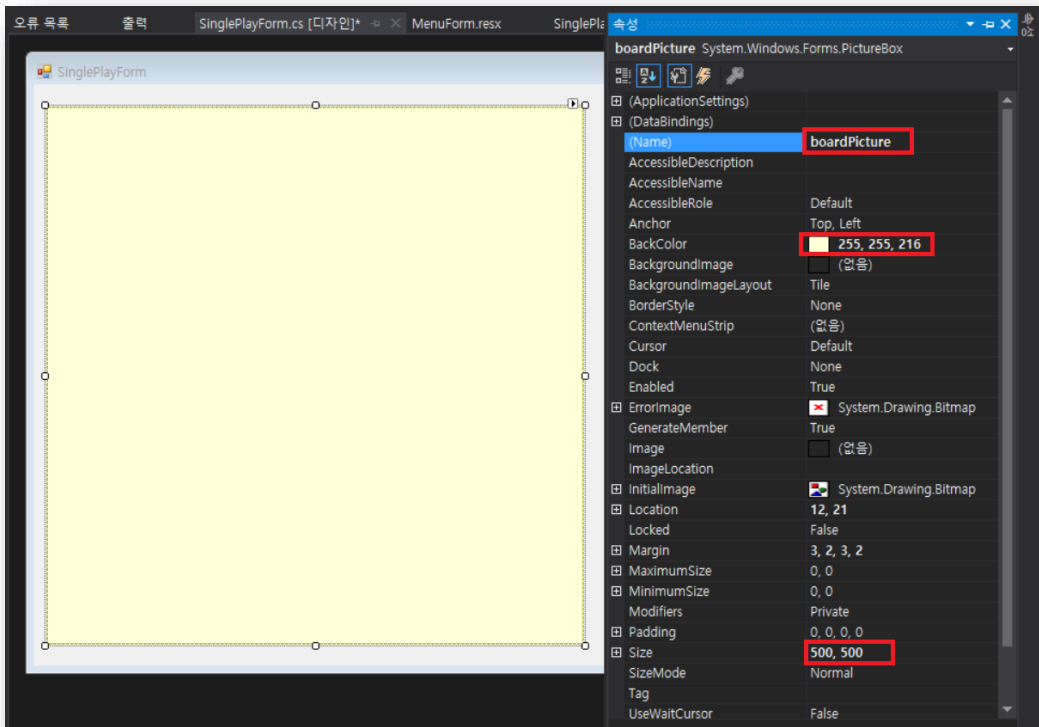 오류 목록 출력 SinglePlayForm.cs [디자인]* MenuForm.resx SinglePla
SinglePlayForm
속성
boardPicture System.Windows.Forms.PictureBox
(ApplicationSettings)
(DataBindings)
(Name) boardPicture
AccessibleDescription
AccessibleName
AccessibleRole Default
Anchor Top, Left
BackColor 255, 255, 216
BackgroundImage (없음)
BackgroundImageLayout Tile
BorderStyle None
ContextMenuStrip (없음)
Cursor Default
Dock None
Enabled True
ErrorImage System.Drawing.Bitmap
GenerateMember True
Image (없음)
ImageLocation
InitialImage System.Drawing.Bitmap
Location 12, 21
Locked False
Margin 3, 2, 3, 2
MaximumSize 0, 0
MinimumSize 0, 0
Modifiers Private
Padding 0, 0, 0, 0
Size 500, 500
SizeMode Normal
Tag
UseWaitCursor False